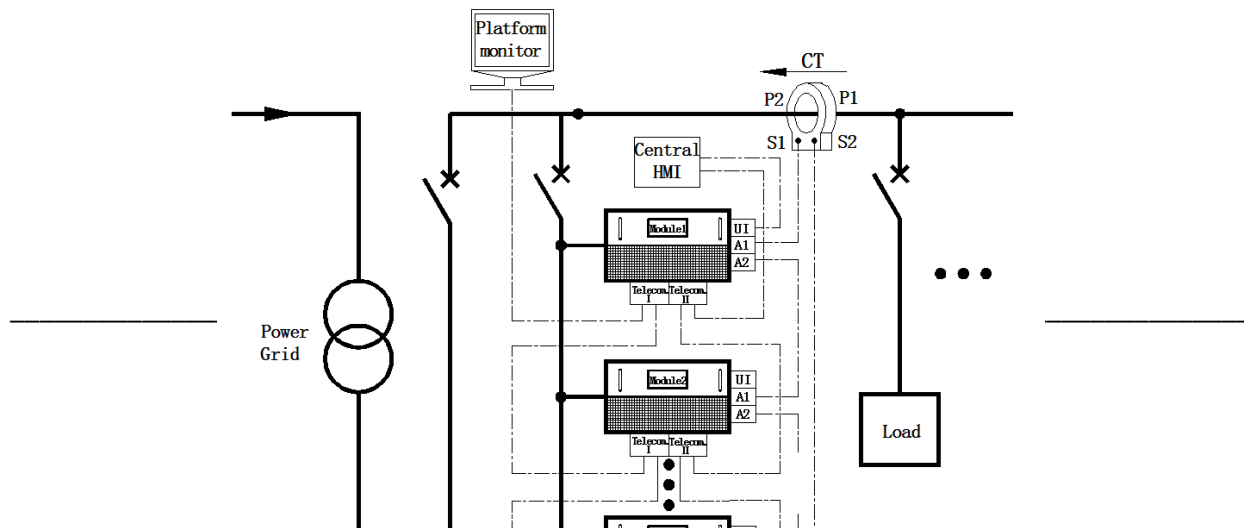 Platform
monitor
CT
P2
P1
S1
S2
Central
HMI
Module1
UI
A1
A2
Telecom.
I
Telecom.
II
Power
Grid
Module2
UI
A1
A2
Telecom.
I
Telecom.
II
Load